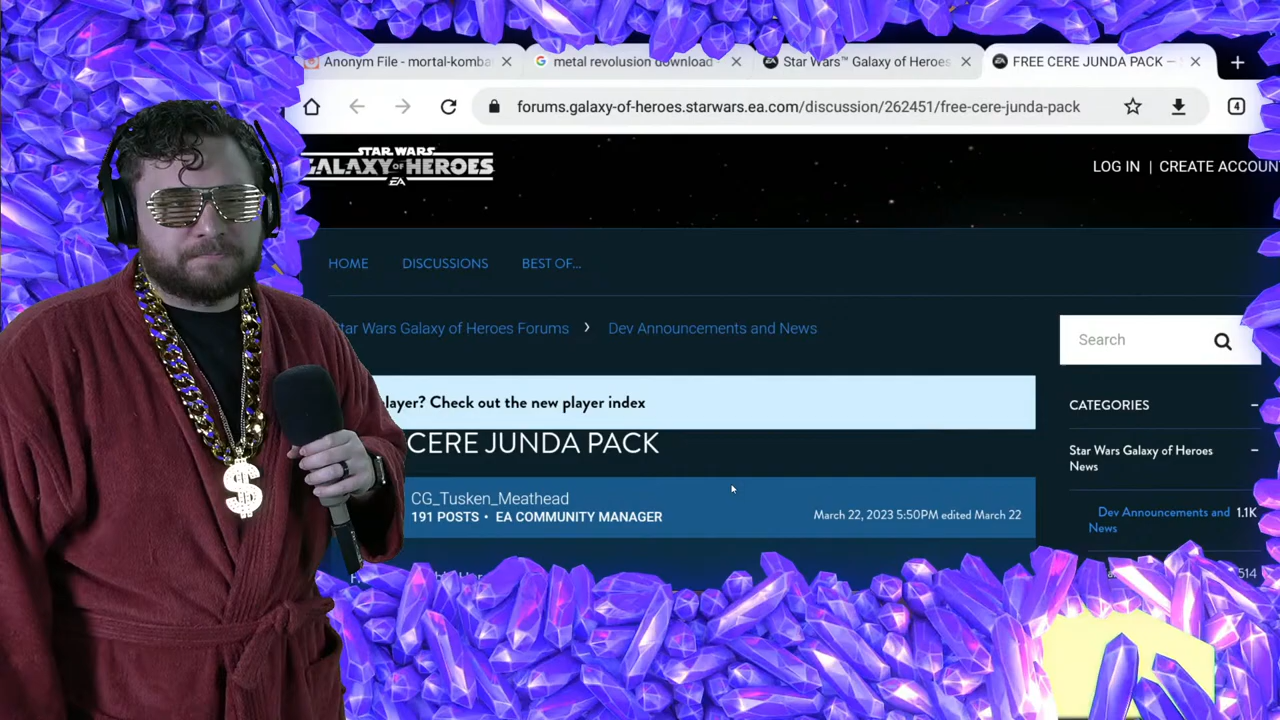 Anonym File - mortal-komba
metal revolusion download -
Star Wars™ Galaxy of Heroes
FREE CERE JUNDA PACK —
forums.galaxy-of-heroes.starwars.ea.com/discussion/262451/free-cere-junda-pack
4
STAR WARS
GALAXY OF HEROES
EA
LOG IN | CREATE ACCOUN
HOME DISCUSSIONS BEST OF...
Star Wars Galaxy of Heroes Forums > Dev Announcements and News
Search
layer? Check out the new player index
CATEGORIES
CERE JUNDA PACK
Star Wars Galaxy of Heroes
News
CG_Tusken_Meathead
191 POSTS • EA COMMUNITY MANAGER
March 22, 2023 5:50PM edited March 22
Dev Announcements and
News
1.1K
514
$